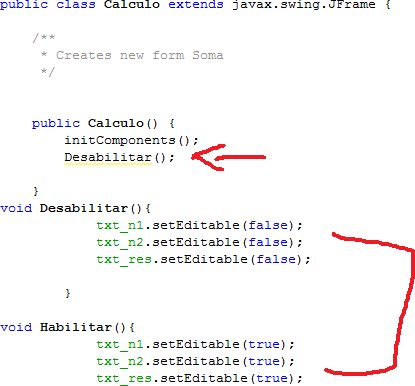 public class Calculo extends javax.swing.JFrame {
/**
* Creates new form Soma
*/
public Calculo() {
initComponents();
Desabilitar();
}
void Desabilitar(){
txt_n1.setEditable(false);
txt_n2.setEditable(false);
txt_res.setEditable(false);
}
void Habilitar(){
txt_n1.setEditable(true);
txt_n2.setEditable(true);
txt_res.setEditable(true);